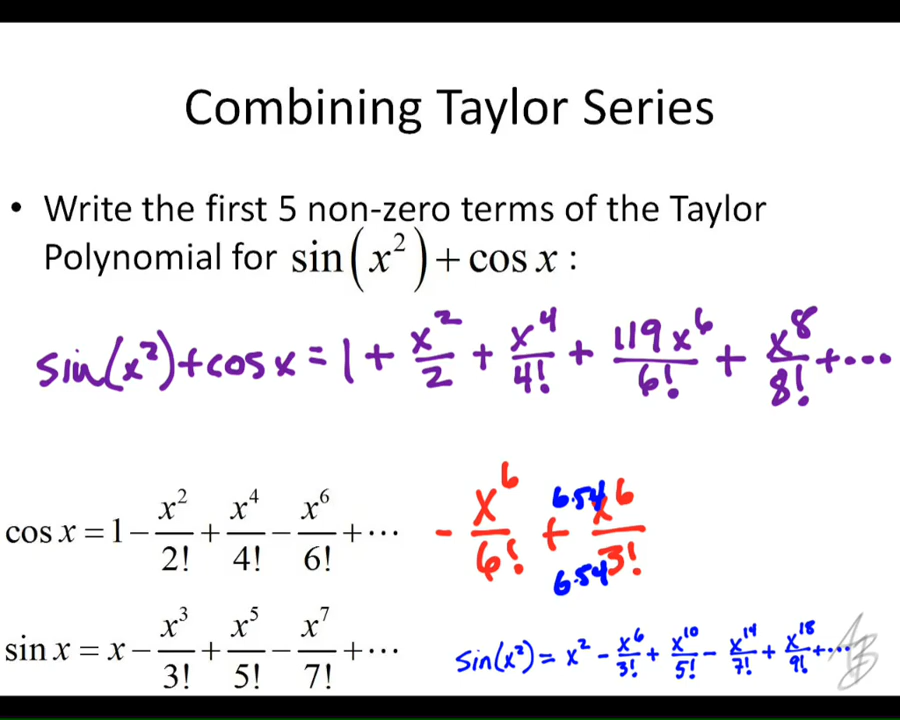 Combining Taylor Series
• Write the first 5 non-zero terms of the Taylor
Polynomial for sin(x²) + cos x :
sin(x²)+cos x = 1 + x²/2 + x⁴/4! + 119x⁶/6! + x⁸/8! + ...
cos x = 1 − x²/2! + x⁴/4! − x⁶/6! + ⋯
- x⁶/6! + 6·5·4 x⁶/6·5·4 3!
sin x = x − x³/3! + x⁵/5! − x⁷/7! + ⋯
sin(x²) = x² - x⁶/3! + x¹⁰/5! - x¹⁴/7! + x¹⁸/9! + ...